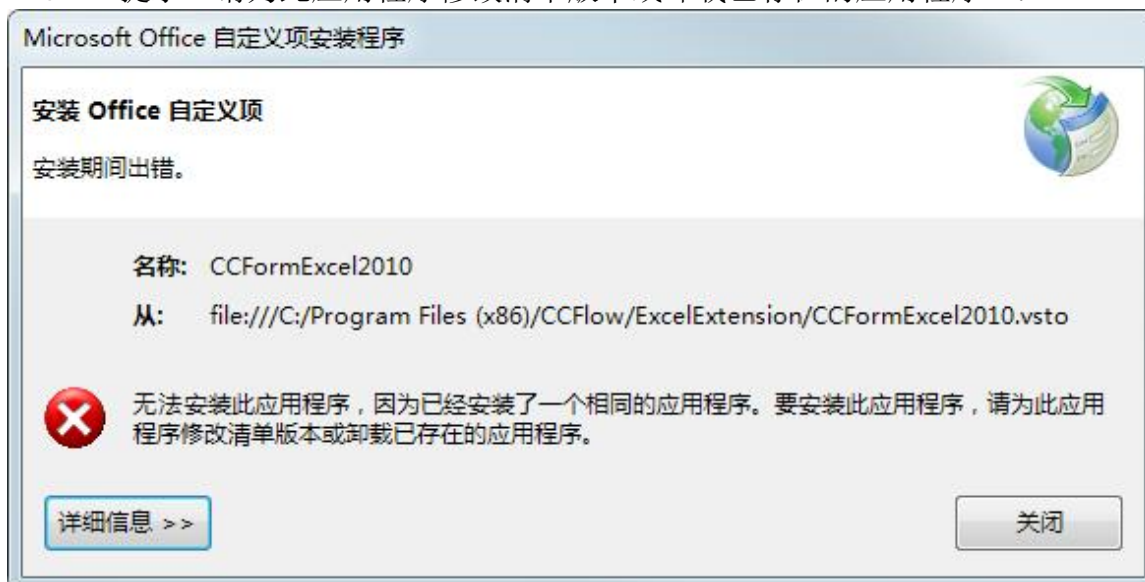 Microsoft Office 自定义项安装程序
安装 Office 自定义项
安装期间出错。
名称: CCFormExcel2010
从: file:///C:/Program Files (x86)/CCFlow/ExcelExtension/CCFormExcel2010.vsto
无法安装此应用程序，因为已经安装了一个相同的应用程序。要安装此应用程序，请为此应用
程序修改清单版本或卸载已存在的应用程序。
详细信息 >>
关闭